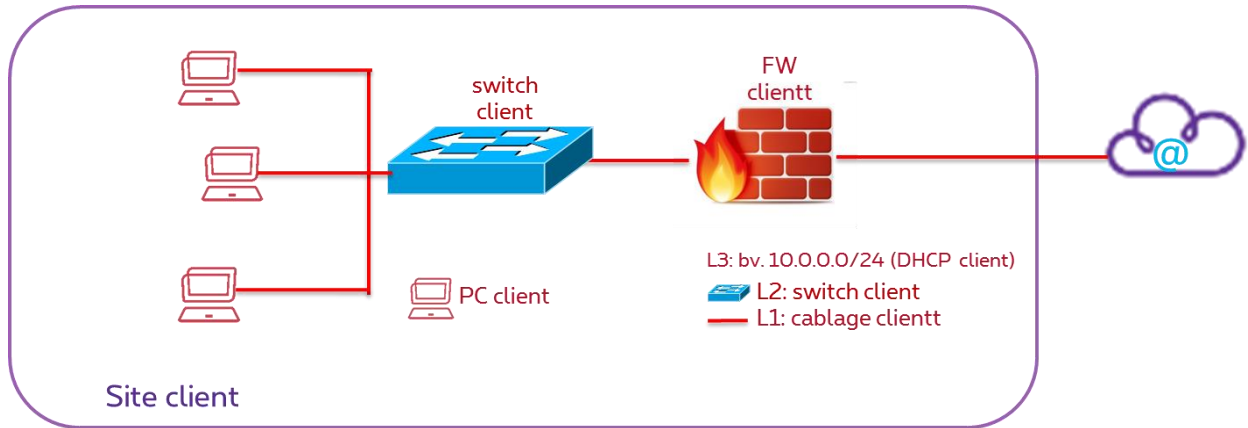 switch
client
FW
clientt
@
L3: bv. 10.0.0.0/24 (DHCP client)
PC client
L2: switch client
L1: cablage clientt
Site client